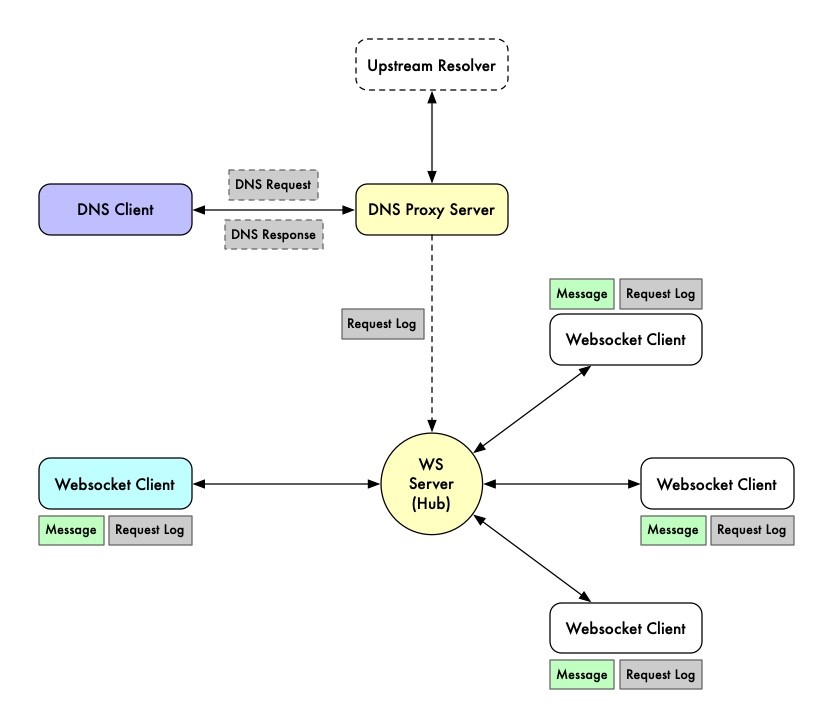 Upstream Resolver
DNS Request
DNS Client
DNS Proxy Server
DNS Response
Message
Request Log
Request Log
Websocket Client
WS
Server
(Hub)
Websocket Client
Websocket Client
Message
Request Log
Message
Request Log
Websocket Client
Message
Request Log